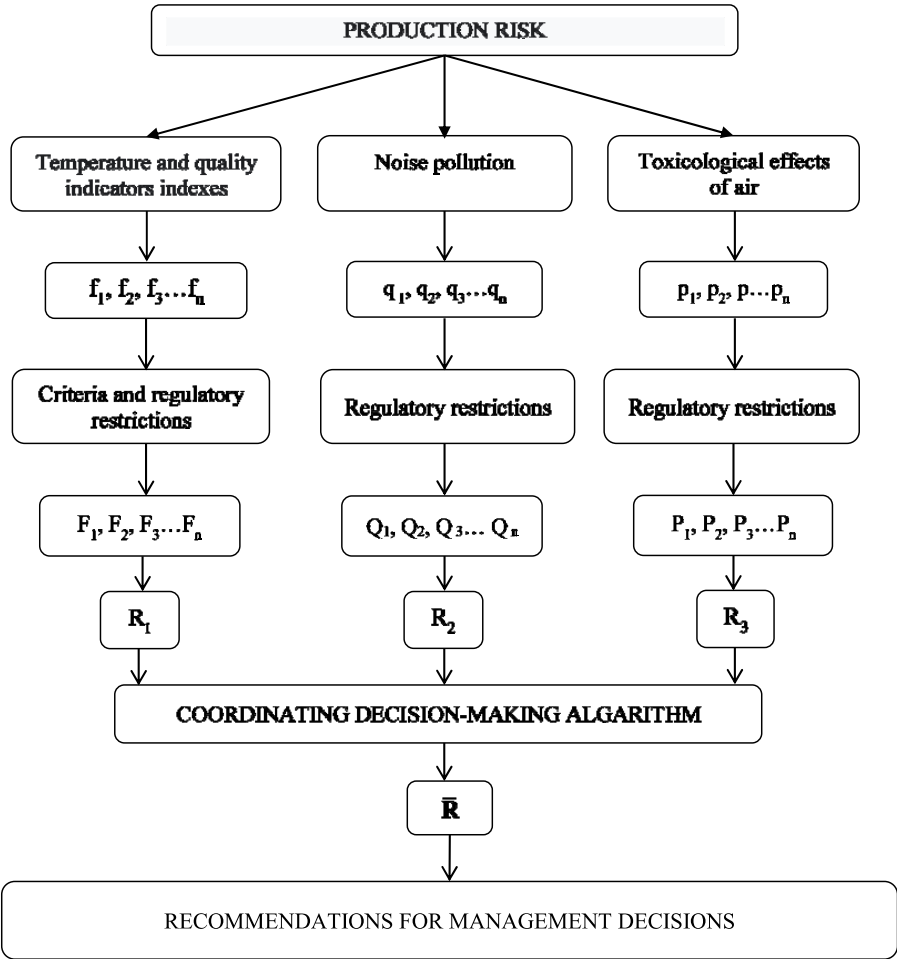 PRODUCTION RISK
Temperature and quality
indicators indexes
Noise pollution
Toxicological effects
of air
f₁, f₂, f₃…fₙ
q₁, q₂, q₃…qₙ
p₁, p₂, p…pₙ
Criteria and regulatory
restrictions
Regulatory restrictions
Regulatory restrictions
F₁, F₂, F₃…Fₙ
Q₁, Q₂, Q₃… Qₙ
P₁, P₂, P₃…Pₙ
R₁
R₂
R₃
COORDINATING DECISION-MAKING ALGARITHM
R̅
RECOMMENDATIONS FOR MANAGEMENT DECISIONS